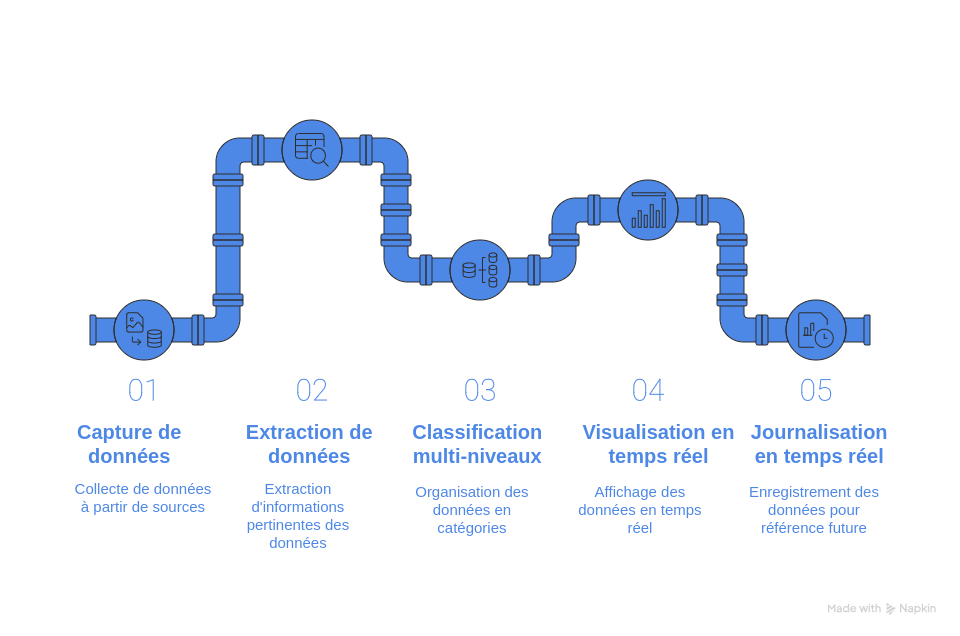 01
Capture de
données
Collecte de données
à partir de sources
02
Extraction de
données
Extraction
d'informations
pertinentes des
données
03
Classification
multi-niveaux
Organisation des
données en
catégories
04
Visualisation en
temps réel
Affichage des
données en temps
réel
05
Journalisation
en temps réel
Enregistrement des
données pour
référence future
Made with Napkin